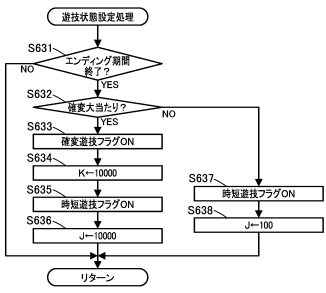 遊技状態設定処理
S631
エンディング期間
終了？
NO
YES
S632
確変大当たり？
NO
YES
S633
確変遊技フラグON
S634
K←10000
S635
時短遊技フラグON
S636
J←10000
S637
時短遊技フラグON
S638
J←100
リターン